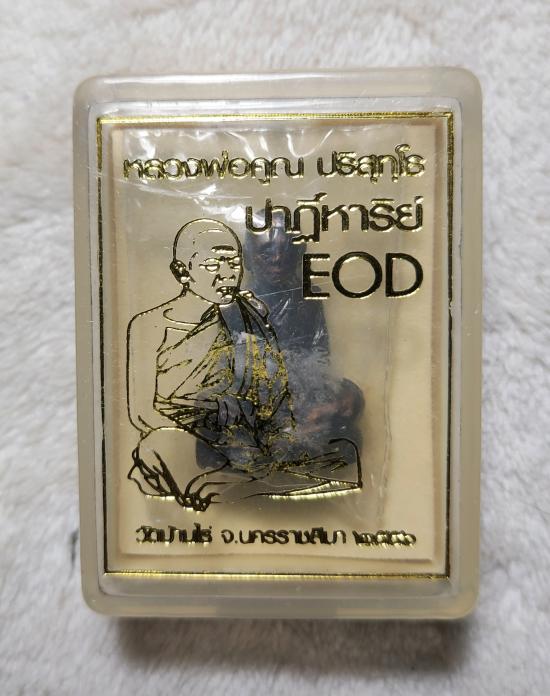 หลวงพ่อคูณ ปริสุทฺโธ
ปาฏิหาริย์
EOD
วัดบ้านไร่ จ.นครราชสีมา ๒๕๕๖